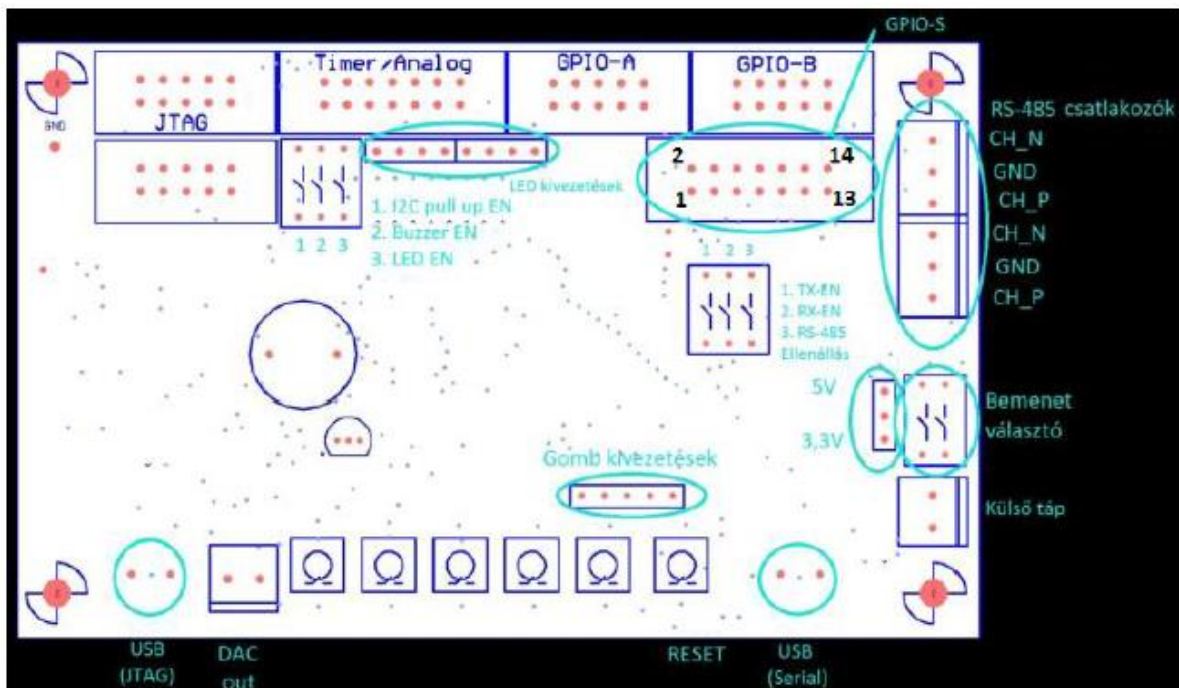 GPIO-S
Timer/Analog
GPIO-A
GPIO-B
JTAG
GND
RS-485 csatlakozók
CH_N
GND
CH_P
CH_N
GND
CH_P
2
14
1
13
LED kivezetések
1. I2C pull up EN
2. Buzzer EN
3. LED EN
1 2 3
1 2 3
1. TX-EN
2. RX-EN
3. RS-485
Ellenállás
5V
3,3V
Bemenet
választó
Gomb kivezetések
Külső táp
USB
(JTAG)
DAC
out
RESET
USB
(Serial)